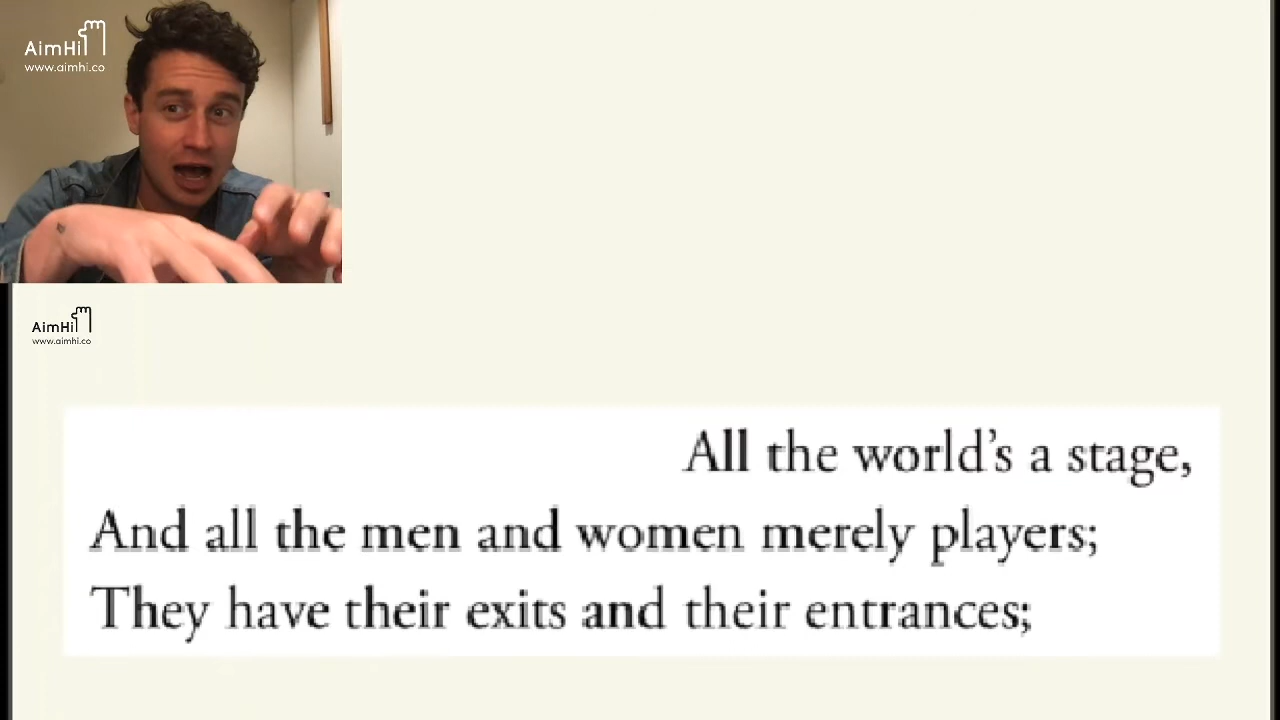 AimHi
www.aimhi.co
AimHi
www.aimhi.co
All the world’s a stage,
And all the men and women merely players;
They have their exits and their entrances;